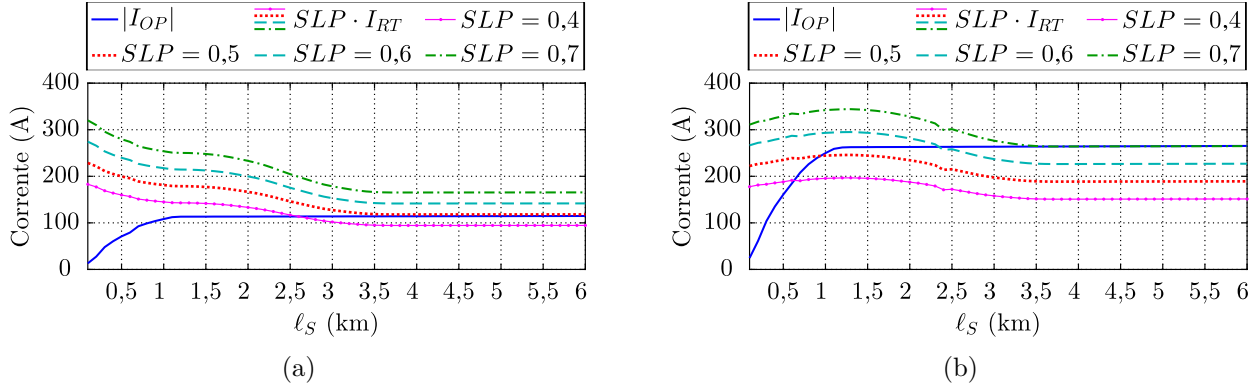 |I_OP| SLP · I_RT SLP = 0,4
SLP = 0,5 SLP = 0,6 SLP = 0,7
Corrente (A)
400
300
200
100
0
0,5 1 1,5 2 2,5 3 3,5 4 4,5 5 5,5 6
ℓ_S (km)
(a)
|I_OP| SLP · I_RT SLP = 0,4
SLP = 0,5 SLP = 0,6 SLP = 0,7
Corrente (A)
400
300
200
100
0
0,5 1 1,5 2 2,5 3 3,5 4 4,5 5 5,5 6
ℓ_S (km)
(b)